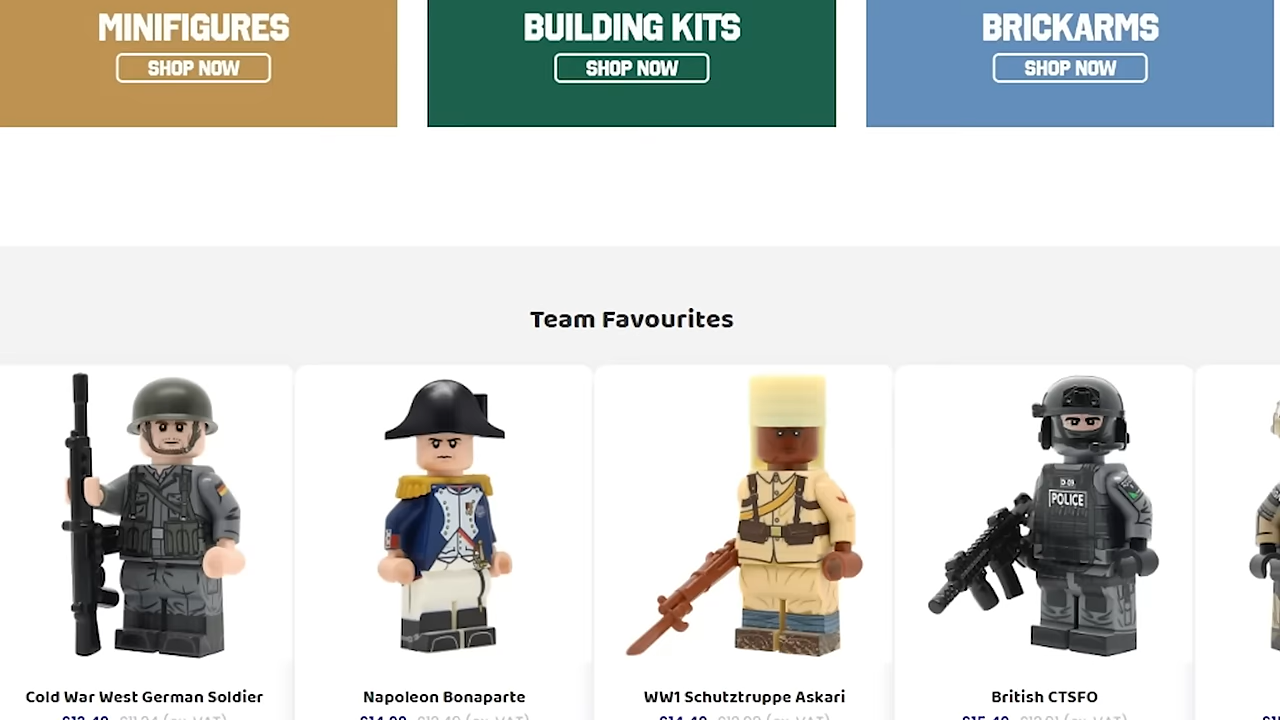 MINIFIGURES
SHOP NOW
BUILDING KITS
SHOP NOW
BRICKARMS
SHOP NOW
Team Favourites
D-09
POLICE
Cold War West German Soldier
Napoleon Bonaparte
WW1 Schutztruppe Askari
British CTSFO